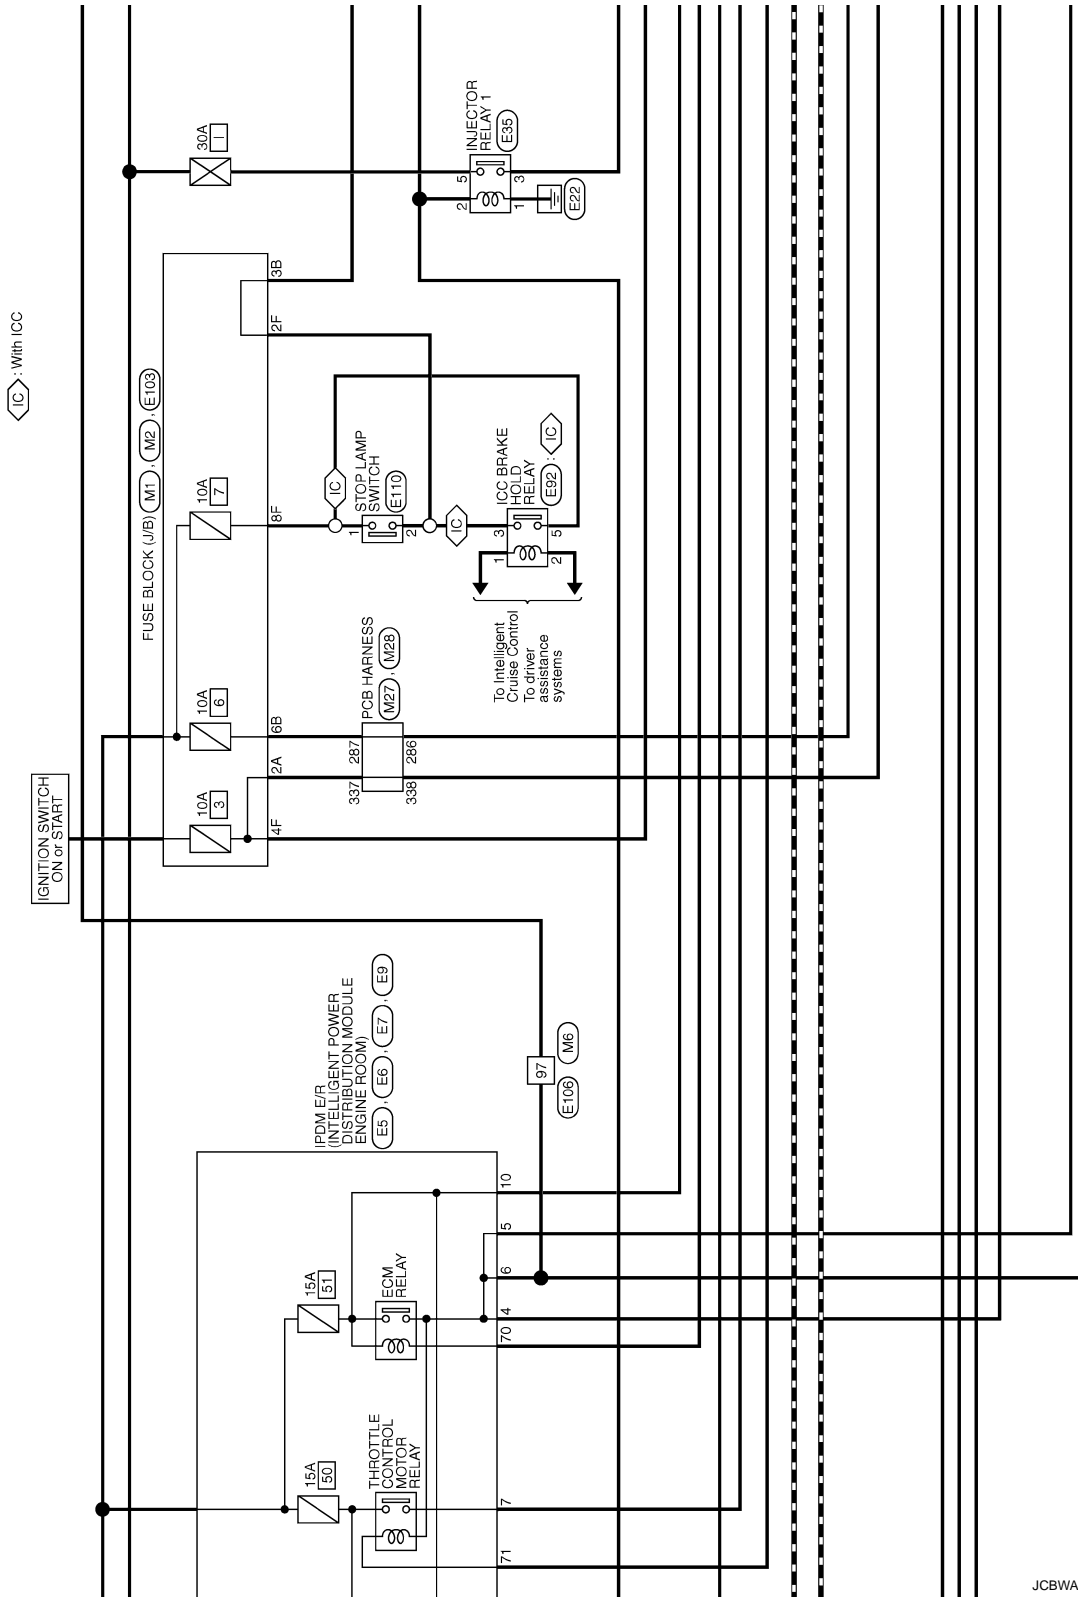 IC : With ICC
30A
I
INJECTOR
RELAY 1
E35
5
3
2
1
E22
FUSE BLOCK (J/B) M1 , M2 , E103
3B
2F
10A
7
8F
IC
STOP LAMP
SWITCH
E110
1
2
IC
ICC BRAKE
HOLD
RELAY
E92 : IC
3
5
1
2
To Intelligent
Cruise Control
To driver
assistance
systems
10A
6
6B
2A
PCB HARNESS
M27 , M28
287
286
337
338
IGNITION SWITCH
ON or START
10A
3
4F
IPDM E/R
(INTELLIGENT POWER
DISTRIBUTION MODULE
ENGINE ROOM)
E5 , E6 , E7 , E9
97
E106
M6
10
5
6
4
70
15A
51
ECM
RELAY
15A
50
THROTTLE
CONTROL
MOTOR
RELAY
7
71
JCBWA